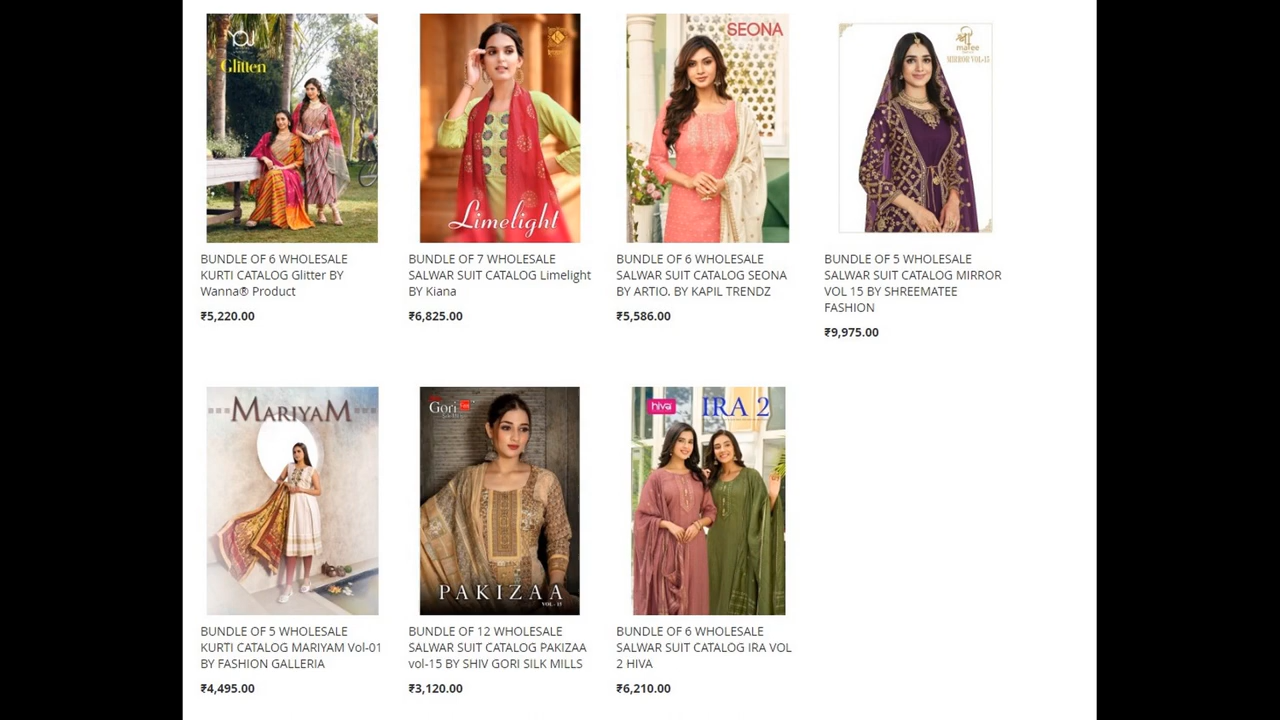 YOU
Glitten
Limelight
SEONA
matee
MIRROR VOL-15
BUNDLE OF 6 WHOLESALE
KURTI CATALOG Glitter BY
Wanna® Product
₹5,220.00
BUNDLE OF 7 WHOLESALE
SALWAR SUIT CATALOG Limelight
BY Kiana
₹6,825.00
BUNDLE OF 6 WHOLESALE
SALWAR SUIT CATALOG SEONA
BY ARTIO. BY KAPIL TRENDZ
₹5,586.00
BUNDLE OF 5 WHOLESALE
SALWAR SUIT CATALOG MIRROR
VOL 15 BY SHREEMATEE
FASHION
₹9,975.00
MARIYAM
Gori
PAKIZAA
VOL-
hiva
IRA 2
BUNDLE OF 5 WHOLESALE
KURTI CATALOG MARIYAM Vol-01
BY FASHION GALLERIA
₹4,495.00
BUNDLE OF 12 WHOLESALE
SALWAR SUIT CATALOG PAKIZAA
vol-15 BY SHIV GORI SILK MILLS
₹3,120.00
BUNDLE OF 6 WHOLESALE
SALWAR SUIT CATALOG IRA VOL
2 HIVA
₹6,210.00